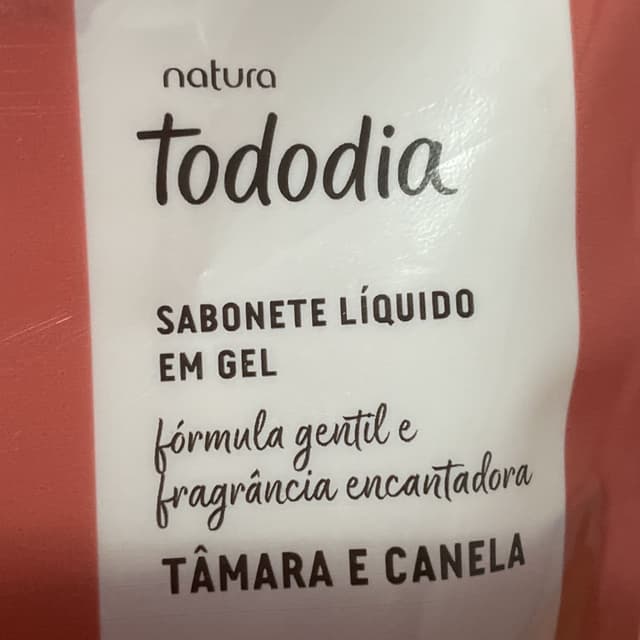 natura
Tododia
SABONETE LÍQUIDO
EM GEL
fórmula gentil e
fragrância encantadora
TÂMARA E CANELA